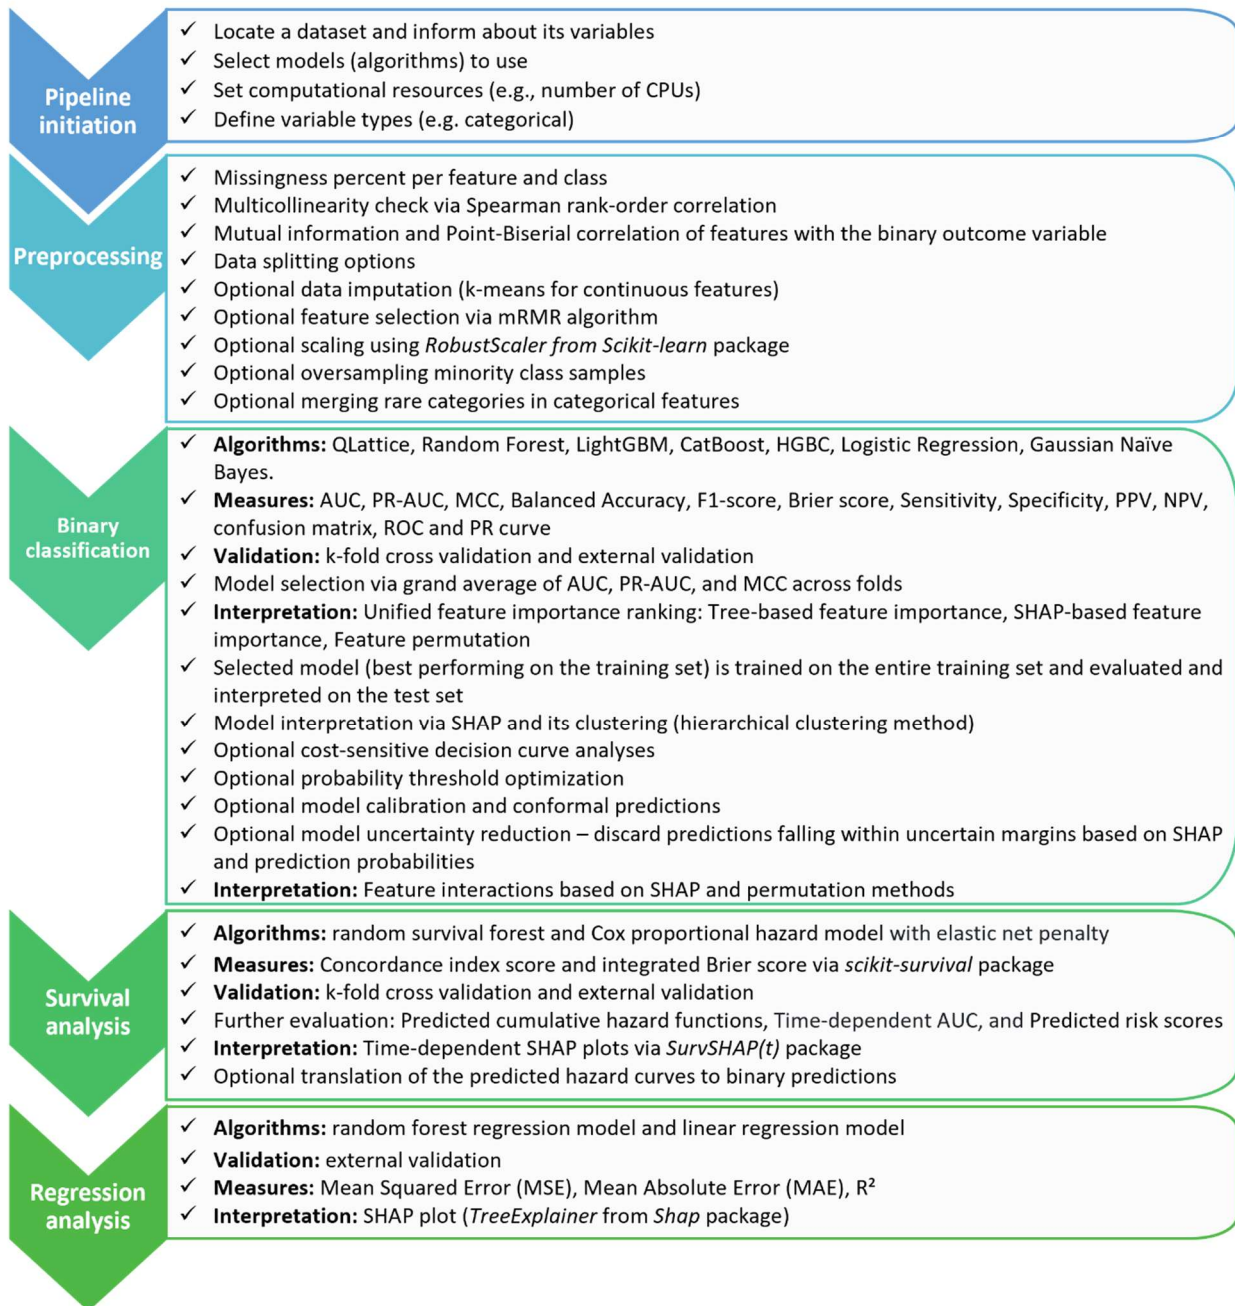 Pipeline
initiation
✓ Locate a dataset and inform about its variables
✓ Select models (algorithms) to use
✓ Set computational resources (e.g., number of CPUs)
✓ Define variable types (e.g. categorical)
Preprocessing
✓ Missingness percent per feature and class
✓ Multicollinearity check via Spearman rank-order correlation
✓ Mutual information and Point-Biserial correlation of features with the binary outcome variable
✓ Data splitting options
✓ Optional data imputation (k-means for continuous features)
✓ Optional feature selection via mRMR algorithm
✓ Optional scaling using RobustScaler from Scikit-learn package
✓ Optional oversampling minority class samples
✓ Optional merging rare categories in categorical features
Binary
classification
✓ Algorithms: QLattice, Random Forest, LightGBM, CatBoost, HGBC, Logistic Regression, Gaussian Naïve
Bayes.
✓ Measures: AUC, PR-AUC, MCC, Balanced Accuracy, F1-score, Brier score, Sensitivity, Specificity, PPV, NPV,
confusion matrix, ROC and PR curve
✓ Validation: k-fold cross validation and external validation
✓ Model selection via grand average of AUC, PR-AUC, and MCC across folds
✓ Interpretation: Unified feature importance ranking: Tree-based feature importance, SHAP-based feature
importance, Feature permutation
✓ Selected model (best performing on the training set) is trained on the entire training set and evaluated and
interpreted on the test set
✓ Model interpretation via SHAP and its clustering (hierarchical clustering method)
✓ Optional cost-sensitive decision curve analyses
✓ Optional probability threshold optimization
✓ Optional model calibration and conformal predictions
✓ Optional model uncertainty reduction – discard predictions falling within uncertain margins based on SHAP
and prediction probabilities
✓ Interpretation: Feature interactions based on SHAP and permutation methods
Survival
analysis
✓ Algorithms: random survival forest and Cox proportional hazard model with elastic net penalty
✓ Measures: Concordance index score and integrated Brier score via scikit-survival package
✓ Validation: k-fold cross validation and external validation
✓ Further evaluation: Predicted cumulative hazard functions, Time-dependent AUC, and Predicted risk scores
✓ Interpretation: Time-dependent SHAP plots via SurvSHAP(t) package
✓ Optional translation of the predicted hazard curves to binary predictions
Regression
analysis
✓ Algorithms: random forest regression model and linear regression model
✓ Validation: external validation
✓ Measures: Mean Squared Error (MSE), Mean Absolute Error (MAE), R²
✓ Interpretation: SHAP plot (TreeExplainer from Shap package)